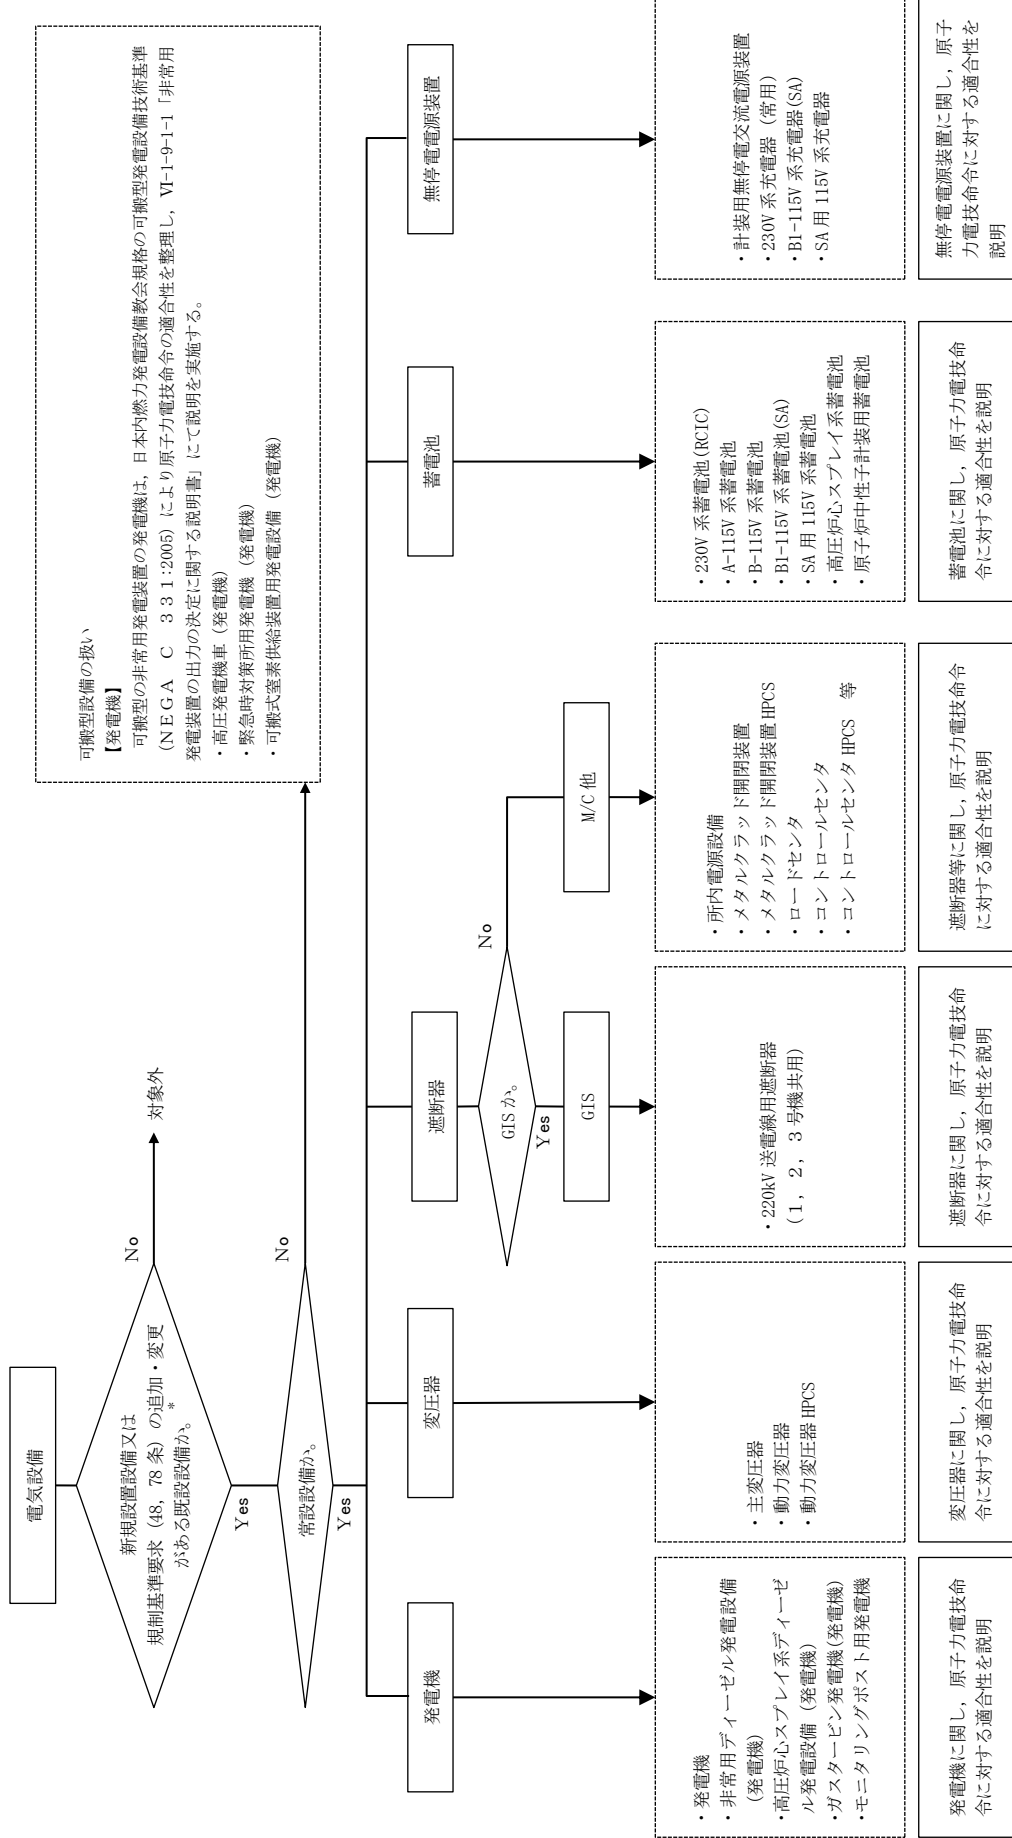 電気設備
新規設置設備又は
規制基準要求（48，78 条）の追加・変更
がある既設設備か。*
No
対象外
Yes
常設設備か。
No
Yes
可搬型設備の扱い
【発電機】
可搬型の非常用発電装置の発電機は，日本内燃力発電設備教会規格の可搬型発電設備技術基準
（ＮＥＧＡ Ｃ ３３１:2005）により原子力電技命令の適合性を整理し，Ⅵ-1-9-1-1「非常用
発電装置の出力の決定に関する説明書」にて説明を実施する。
・高圧発電機車（発電機）
・緊急時対策所用発電機（発電機）
・可搬式窒素供給装置用発電設備（発電機）
発電機
変圧器
遮断器
蓄電池
無停電電源装置
GIS か。
No
Yes
GIS
M/C 他
・発電機
・非常用ディーゼル発電設備
（発電機）
・高圧炉心スプレイ系ディーゼ
ル発電設備（発電機）
・ガスタービン発電機(発電機)
・モニタリングポスト用発電機
・主変圧器
・動力変圧器
・動力変圧器 HPCS
・220kV 送電線用遮断器
（１，２，３号機共用）
・所内電源設備
・メタルクラッド開閉装置
・メタルクラッド開閉装置 HPCS
・ロードセンタ
・コントロールセンタ
・コントロールセンタ HPCS 等
・230V 系蓄電池(RCIC)
・A-115V 系蓄電池
・B-115V 系蓄電池
・B1-115V 系蓄電池(SA)
・SA 用 115V 系蓄電池
・高圧炉心スプレイ系蓄電池
・原子炉中性子計装用蓄電池
・計装用無停電交流電源装置
・230V 系充電器（常用）
・B1-115V 系充電器(SA)
・SA 用 115V 系充電器
発電機に関し，原子力電技命
令に対する適合性を説明
変圧器に関し，原子力電技命
令に対する適合性を説明
遮断器に関し，原子力電技命
令に対する適合性を説明
遮断器等に関し，原子力電技命令
に対する適合性を説明
蓄電池に関し，原子力電技命
令に対する適合性を説明
無停電電源装置に関し，原子
力電技命令に対する適合性を
説明